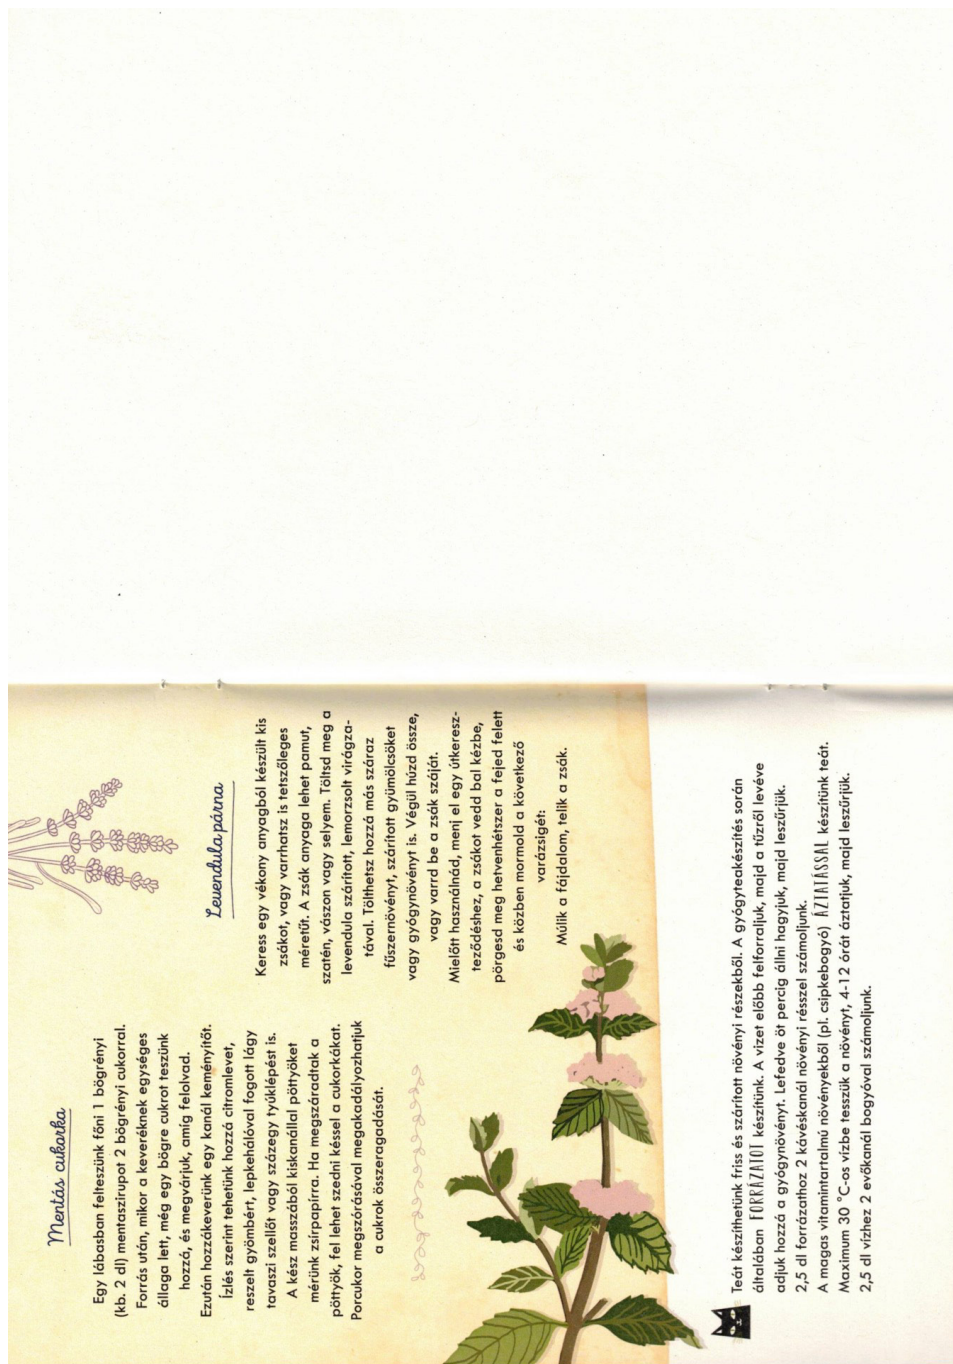 Mentás cukorka
Egy lábasban felteszünk főni 1 bögrényi
(kb. 2 dl) mentaszirupot 2 bögrényi cukorral.
Forrás után, mikor a keveréknek egységes
állaga lett, még egy bögre cukrot teszünk
hozzá, és megvárjuk, amíg felolvad.
Ezután hozzákeverünk egy kanál keményítőt.
Ízlés szerint tehetünk hozzá citromlevet,
reszelt gyömbért, lepkehálóval fogott lágy
tavaszi szellőt vagy százegy tyúklépést is.
A kész masszából kiskanállal pöttyöket
mérünk zsírpapírra. Ha megszáradtak a
pöttyök, fel lehet szedni késsel a cukorkákat.
Porcukor megszórásával megakadályozhatjuk
a cukrok összeragadását.
Levendula párna
Keress egy vékony anyagból készült kis
zsákot, vagy varrhatsz is tetszőleges
méretűt. A zsák anyaga lehet pamut,
szatén, vászon vagy selyem. Töltsd meg a
levendula szárított, lemorzsolt virágza-
tával. Tölthetsz hozzá más száraz
fűszernövényt, szárított gyümölcsöket
vagy gyógynövényt is. Végül húzd össze,
vagy varrd be a zsák száját.
Mielőtt használnád, menj el egy útkeresz-
teződéshez, a zsákot vedd bal kézbe,
pörgesd meg hetvenhétszer a fejed felett
és közben mormold a következő
varázsigét:
Múlik a fájdalom, telik a zsák.
Teát készíthetünk friss és szárított növényi részekből. A gyógyteakészítés során
általában FORRÁZATOT készítünk. A vizet előbb felforraljuk, majd a tűzről levéve
adjuk hozzá a gyógynövényt. Lefedve öt percig állni hagyjuk, majd leszűrjük.
2,5 dl forrázathoz 2 kávéskanál növényi résszel számoljunk.
A magas vitamintartalmú növényekből (pl. csipkebogyó) ÁZTATÁSSAL készítünk teát.
Maximum 30 °C-os vízbe tesszük a növényt, 4-12 órát áztatjuk, majd leszűrjük.
2,5 dl vízhez 2 evőkanál bogyóval számoljunk.